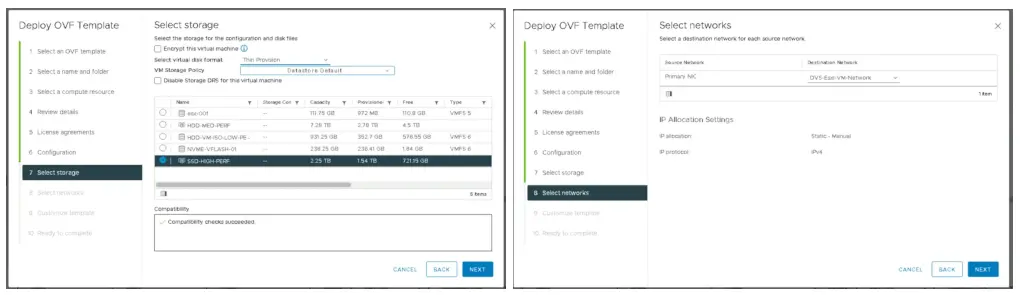 Deploy OVF Template
1 Select an OVF template
2 Select a name and folder
3 Select a compute resource
4 Review details
5 License agreements
6 Configuration
7 Select storage
8 Select networks
9 Customize template
10 Ready to complete
Select storage
Select the storage for the configuration and disk files
Encrypt this virtual machine
Select virtual disk format Thin Provision
VM Storage Policy Datastore Default
Disable Storage DRS for this virtual machine
Name Storage Com Capacity Provisioned Free Type
-- 111.75 GB 972 MB 110.8 GB VMFS 5
HDD-MED-PERF -- 7.28 TB 2.78 TB 4.5 TB
HDD-VM-ISO-LOW-PE- -- 931.25 GB 352.7 GB 578.55 GB VMFS 6
NVME-VFLASH-01 -- 238.25 GB 236.41 GB 1.84 GB VMFS 6
SSD-HIGH-PERF -- 2.25 TB 1.54 TB 721.15 GB
5 items
Compatibility
Compatibility checks succeeded.
CANCEL BACK NEXT
Deploy OVF Template
1 Select an OVF template
2 Select a name and folder
3 Select a compute resource
4 Review details
5 License agreements
6 Configuration
7 Select storage
8 Select networks
9 Customize template
10 Ready to complete
Select networks
Select a destination network for each source network.
Source Network Destination Network
Primary NIC OVS-East-VM-Network
1 item
IP Allocation Settings
IP allocation: Static - Manual
IP protocol: IPv4
CANCEL BACK NEXT